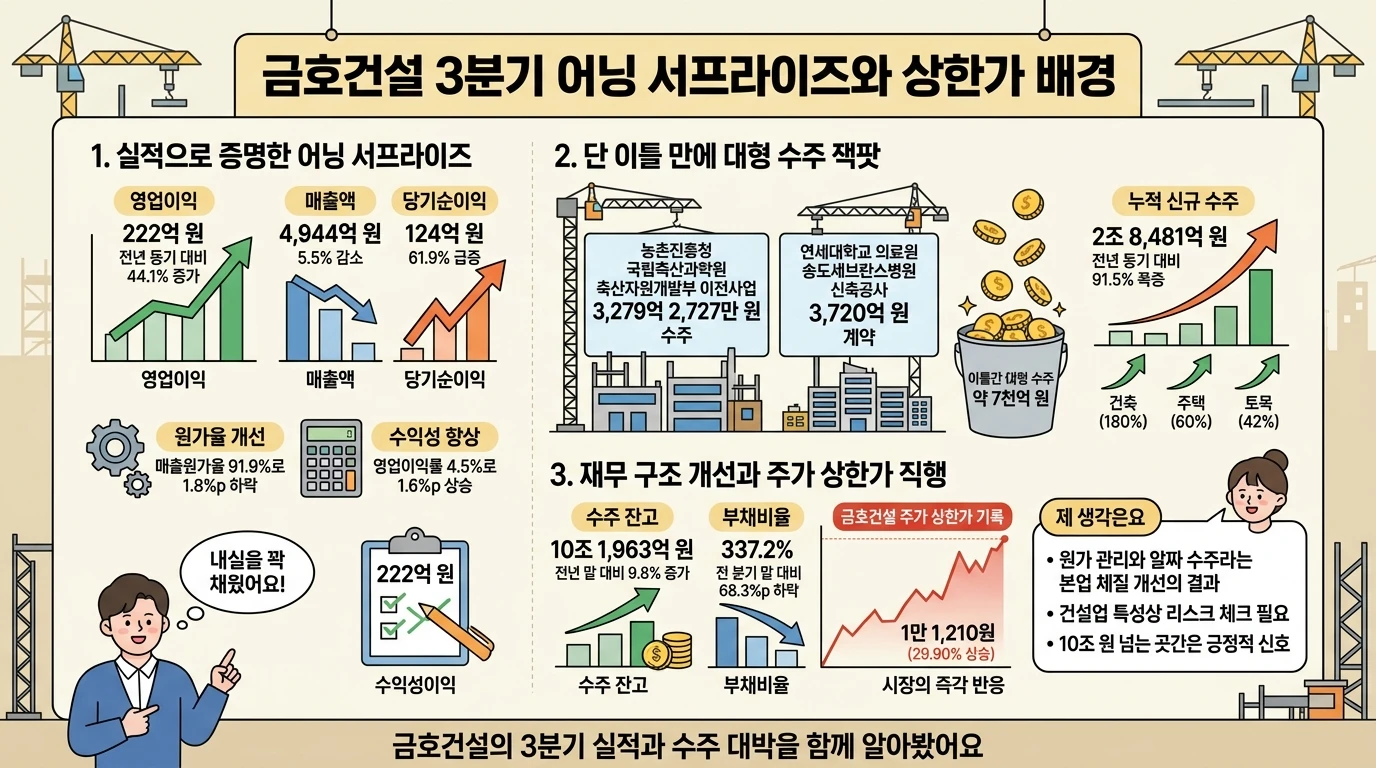 금호건설 3분기 어닝 서프라이즈와 상한가 배경
1. 실적으로 증명한 어닝 서프라이즈
영업이익
222억 원
전년 동기 대비
44.1% 증가
영업이익
매출액
4,944억 원
5.5% 감소
매출액
당기순이익
124억 원
61.9% 급증
당기순이익
원가율 개선
매출원가율 91.9%로
1.8%p 하락
수익성 향상
영업이익률 4.5%로
1.6%p 상승
내실을 꽉
채웠어요!
222억 원
수익성이익
2. 단 이틀 만에 대형 수주 잭팟
농촌진흥청
국립축산과학원
축산자원개발부 이전사업
3,279억 2,727만 원
수주
연세대학교 의료원
송도세브란스병원
신축공사
3,720억 원
계약
$
$
$
$
$
이틀간 대형 수주
약 7천억 원
누적 신규 수주
2조 8,481억 원
전년 동기 대비
91.5% 폭증
건축
(180%)
주택
(60%)
토목
(42%)
3. 재무 구조 개선과 주가 상한가 직행
수주 잔고
10조 1,963억 원
전년 말 대비 9.8% 증가
$
수주 잔고
부채비율
337.2%
전 분기 말 대비
68.3%p 하락
부채비율
금호건설 주가 상한가 기록
1만 1,210원
(29.90% 상승)
시장의 즉각 반응
제 생각은요
• 원가 관리와 알짜 수주라는
본업 체질 개선의 결과
• 건설업 특성상 리스크 체크 필요
• 10조 원 넘는 곳간은 긍정적 신호
금호건설의 3분기 실적과 수주 대박을 함께 알아봤어요